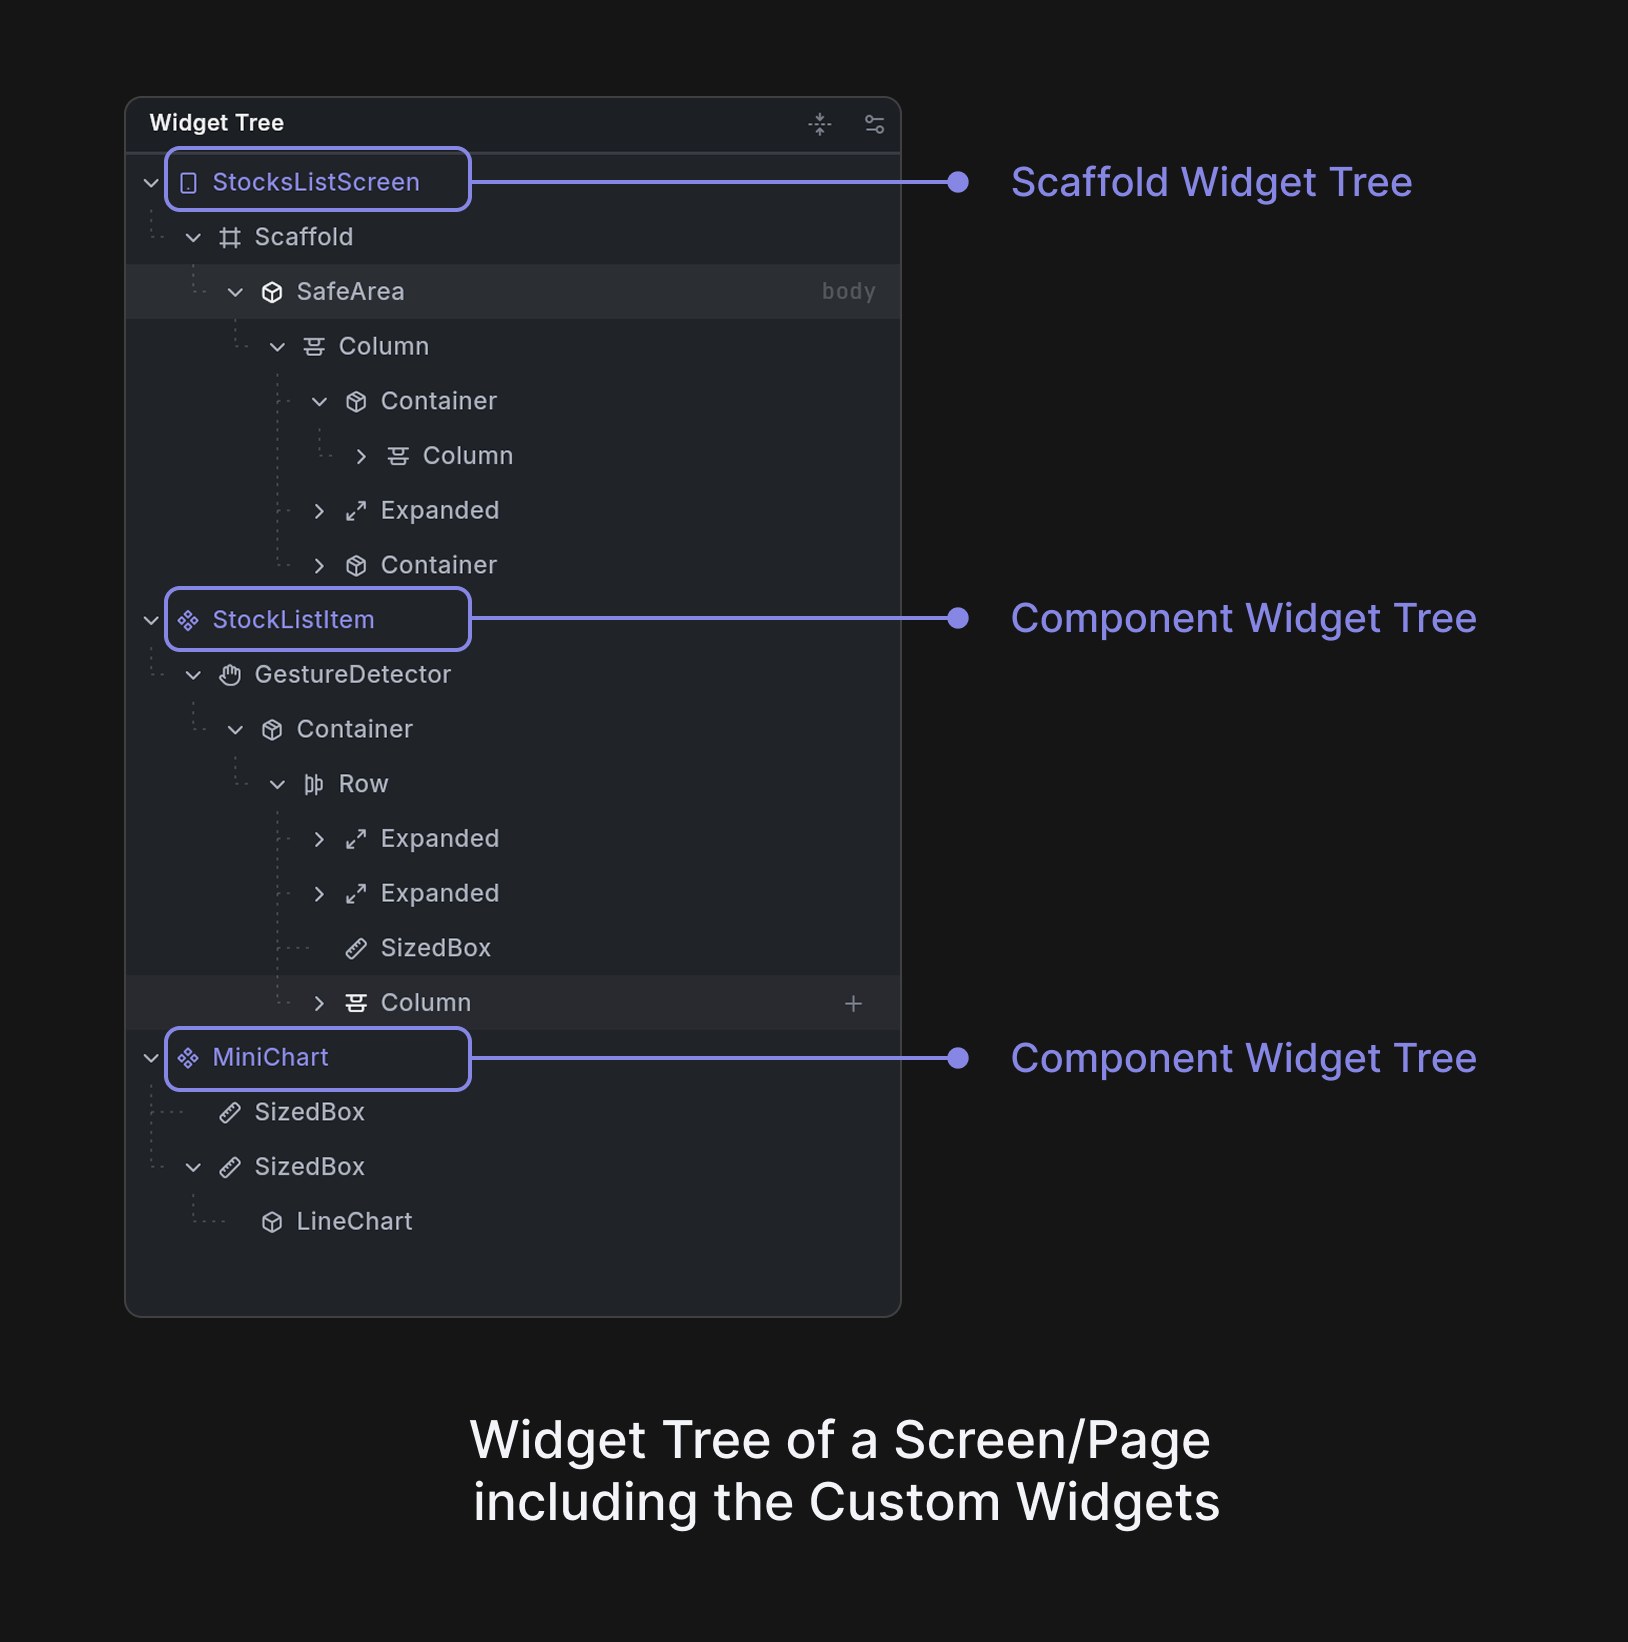 Widget Tree
StocksListScreen
Scaffold Widget Tree
Scaffold
SafeArea
body
Column
Container
Column
Expanded
Container
StockListItem
Component Widget Tree
GestureDetector
Container
Row
Expanded
Expanded
SizedBox
Column
MiniChart
Component Widget Tree
SizedBox
SizedBox
LineChart
Widget Tree of a Screen/Page
including the Custom Widgets